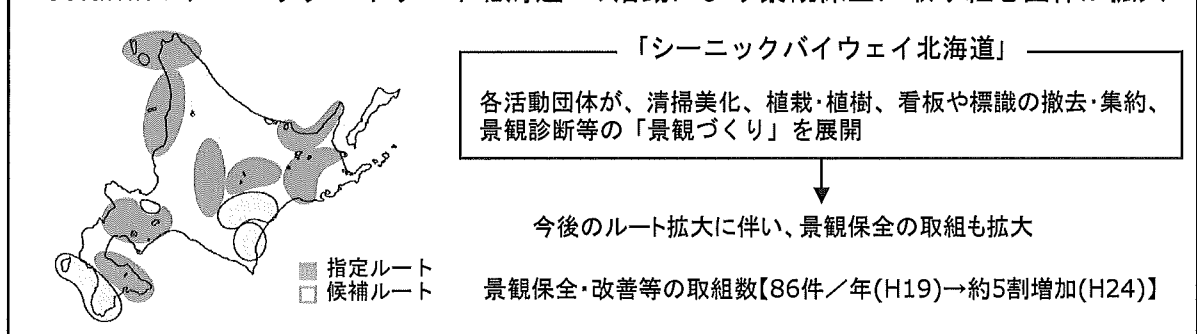 「シーニックバイウェイ北海道」
各活動団体が、清掃美化、植栽･植樹、看板や標識の撤去･集約、
景観診断等の「景観づくり」を展開
今後のルート拡大に伴い、景観保全の取組も拡大
指定ルート
候補ルート
景観保全･改善等の取組数【86件／年(H19)→約5割増加(H24)】